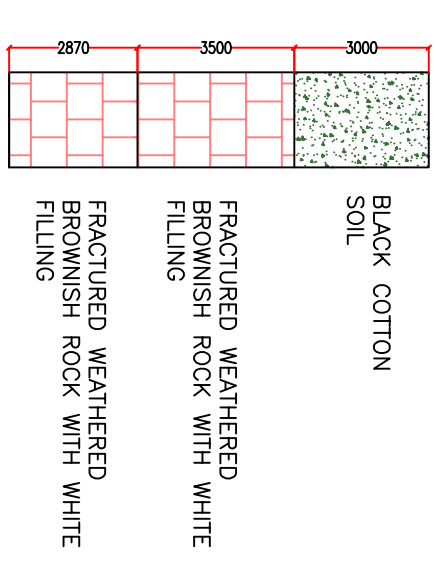 3000
3500
2870
BLACK COTTON
SOIL
FRACTURED WEATHERED
BROWNISH ROCK WITH WHITE
FILLING
FRACTURED WEATHERED
BROWNISH ROCK WITH WHITE
FILLING